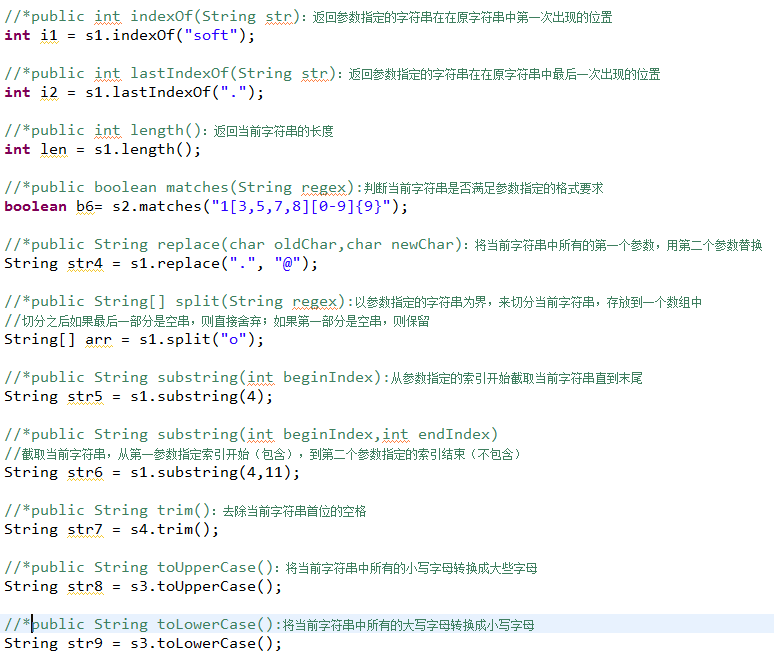 //*public int indexOf(String str)：返回参数指定的字符串在在原字符串中第一次出现的位置
int i1 = s1.indexOf("soft");
//*public int lastIndexOf(String str)：返回参数指定的字符串在在原字符串中最后一次出现的位置
int i2 = s1.lastIndexOf(".");
//*public int length()：返回当前字符串的长度
int len = s1.length();
//*public boolean matches(String regex):判断当前字符串是否满足参数指定的格式要求
boolean b6= s2.matches("1[3,5,7,8][0-9]{9}");
//*public String replace(char oldChar,char newChar)：将当前字符串中所有的第一个参数，用第二个参数替换
String str4 = s1.replace(".", "@");
//*public String[] split(String regex):以参数指定的字符串为界，来切分当前字符串，存放到一个数组中
//切分之后如果最后一部分是空串，则直接舍弃；如果第一部分是空串，则保留
String[] arr = s1.split("o");
//*public String substring(int beginIndex):从参数指定的索引开始截取当前字符串直到末尾
String str5 = s1.substring(4);
//*public String substring(int beginIndex,int endIndex)
//截取当前字符串，从第一参数指定索引开始（包含），到第二个参数指定的索引结束（不包含）
String str6 = s1.substring(4,11);
//*public String trim()：去除当前字符串首位的空格
String str7 = s4.trim();
//*public String toUpperCase()：将当前字符串中所有的小写字母转换成大些字母
String str8 = s3.toUpperCase();
//*public String toLowerCase():将当前字符串中所有的大写字母转换成小写字母
String str9 = s3.toLowerCase();